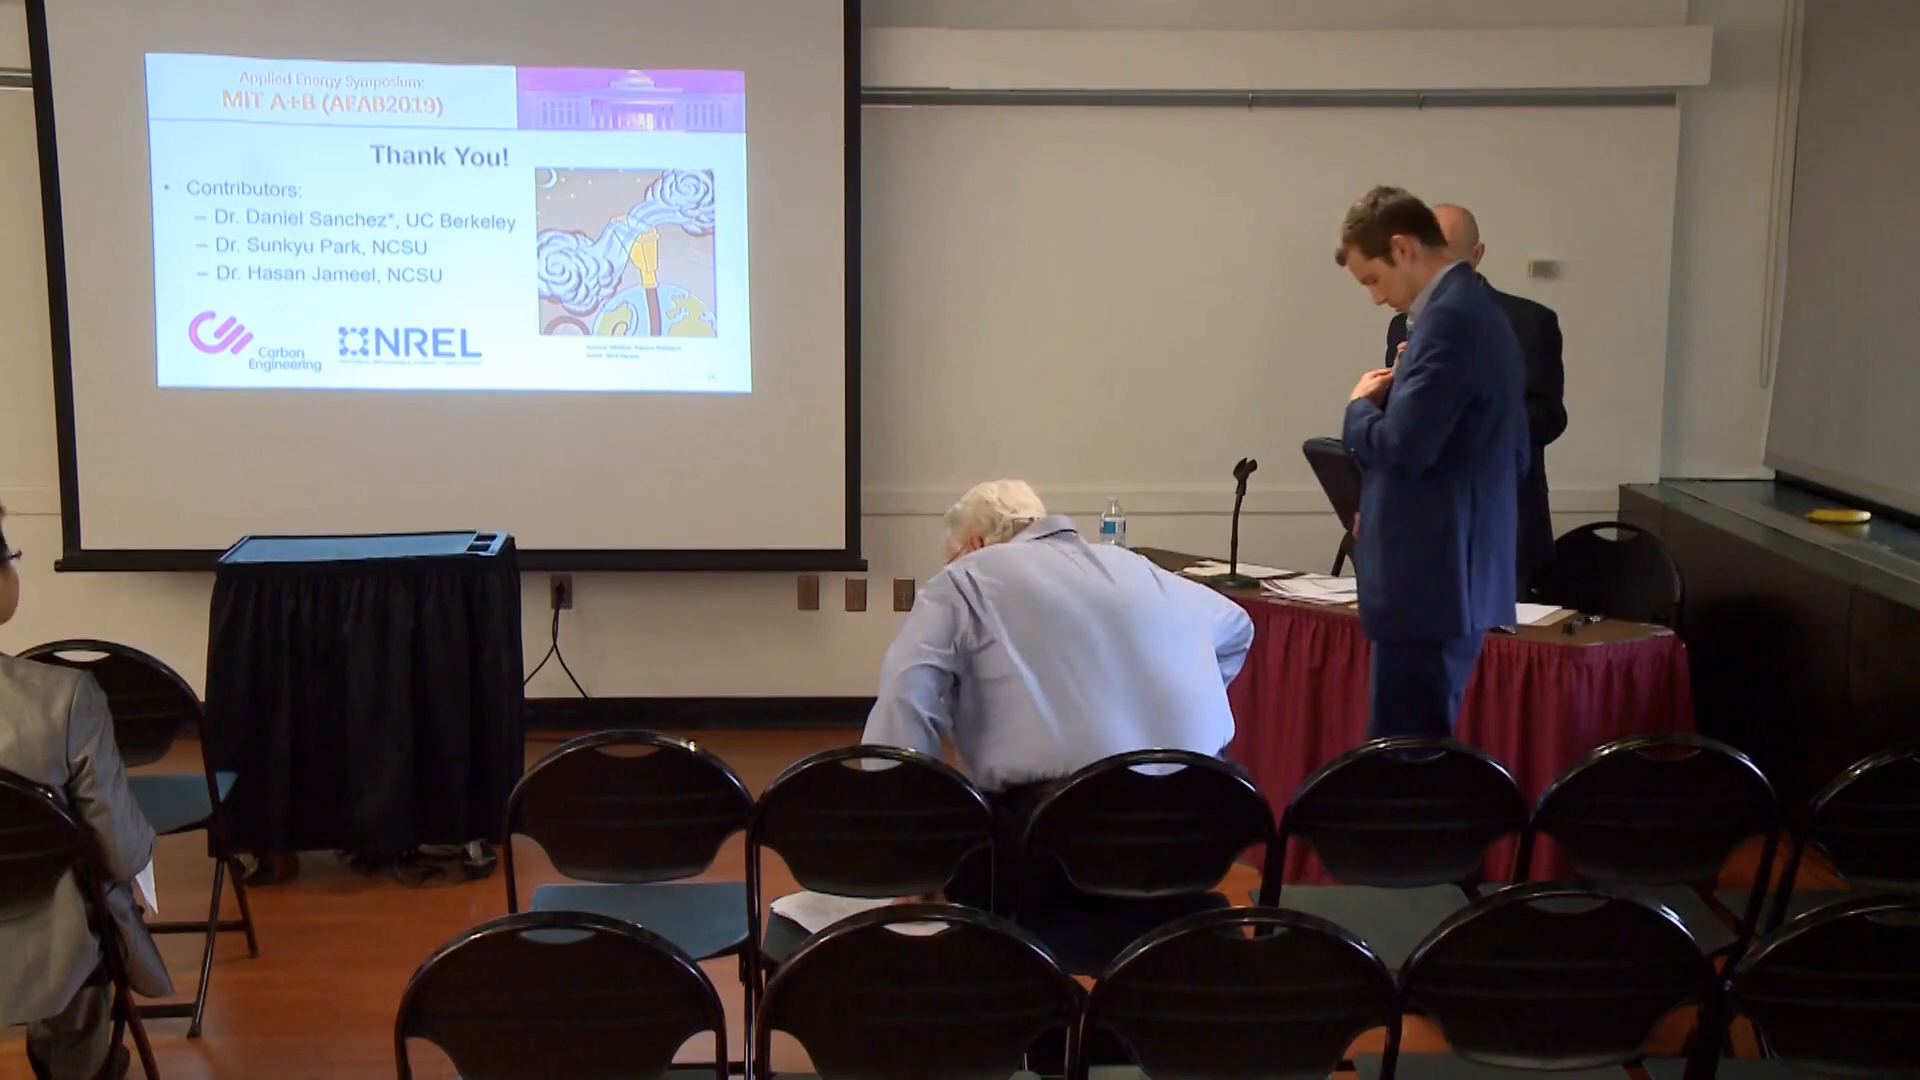 Applied Energy Symposium:
MIT A+B (AEAB2019)
Thank You!
• Contributors:
– Dr. Daniel Sanchez*, UC Berkeley
– Dr. Sunkyu Park, NCSU
– Dr. Hasan Jameel, NCSU
Carbon
Engineering
NREL